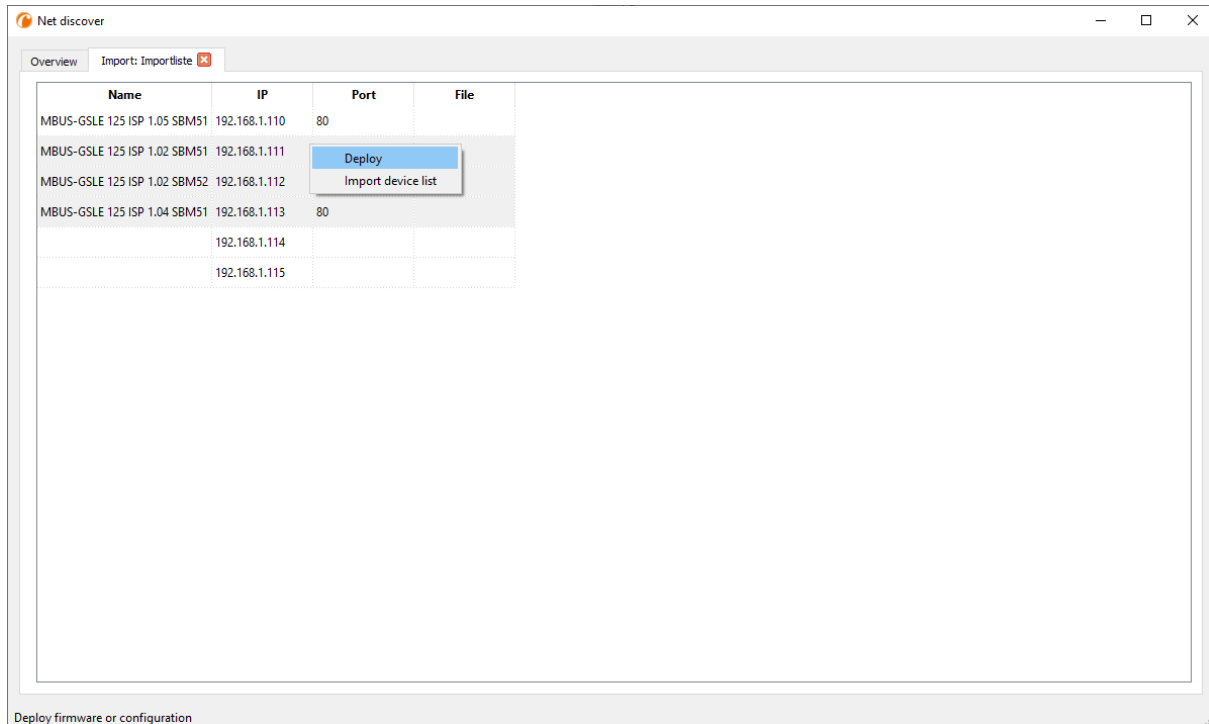 Net discover
Overview Import: Importliste
Name IP Port File
MBUS-GSLE 125 ISP 1.05 SBM51 192.168.1.110 80
MBUS-GSLE 125 ISP 1.02 SBM51 192.168.1.111
Deploy
MBUS-GSLE 125 ISP 1.02 SBM52 192.168.1.112
Import device list
MBUS-GSLE 125 ISP 1.04 SBM51 192.168.1.113 80
192.168.1.114
192.168.1.115
Deploy firmware or configuration